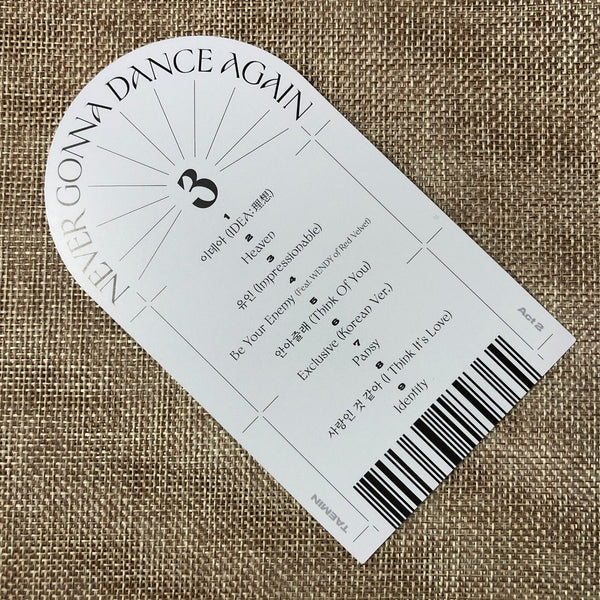 NEVER GONNA DANCE AGAIN
3
1
이데아 (IDEA:理想)
2
Heaven
3
유인 (Impressionable)
4
Be Your Enemy (Feat. WENDY of Red Velvet)
5
안아줄래 (Think Of You)
6
Exclusive (Korean Ver.)
7
Pansy
8
사랑인 것 같아 (I Think It's Love)
9
Identity
TAEMIN
Act 2